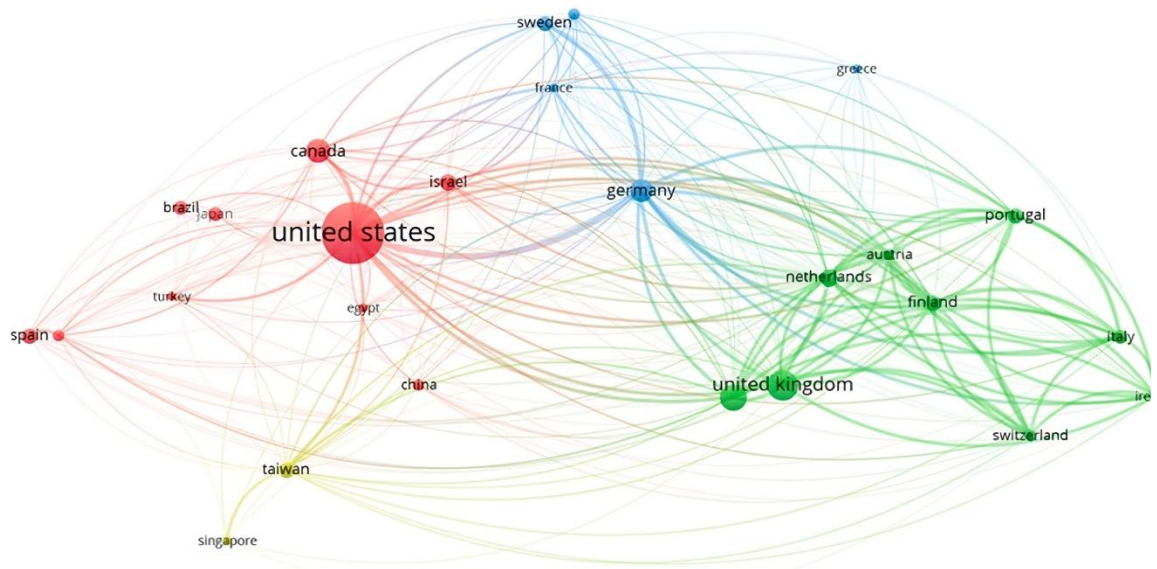 sweden
greece
france
canada
israel
germany
brazil
japan
portugal
united states
austria
netherlands
turkey
egypt
finland
spain
italy
china
united kingdom
ire
switzerland
taiwan
singapore